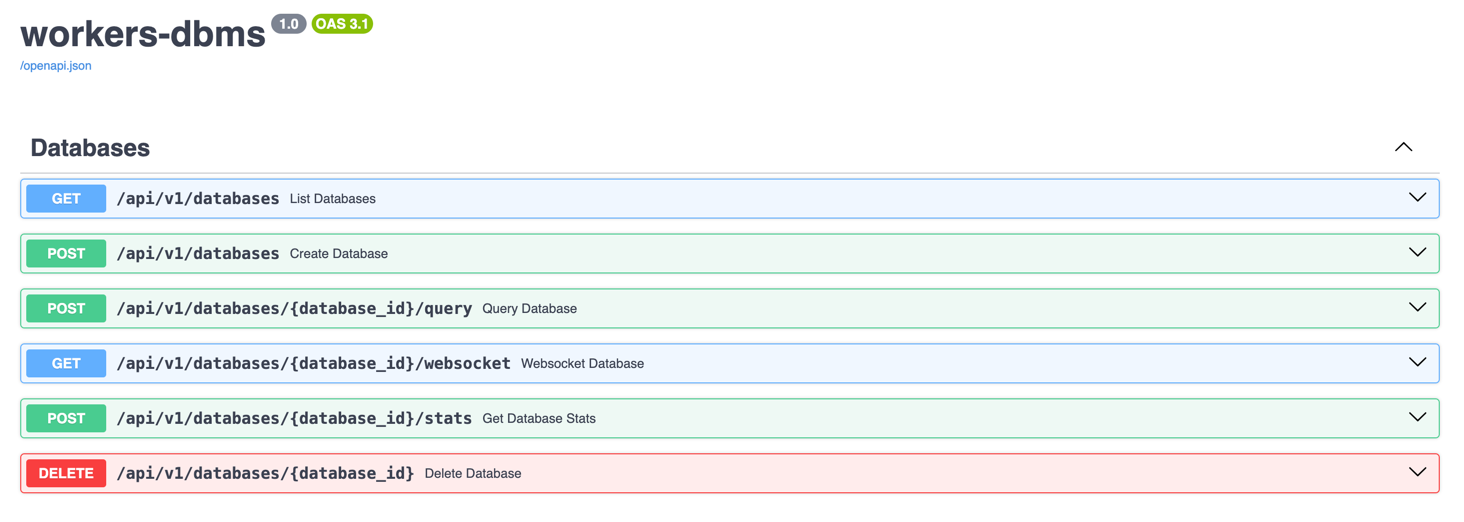 workers-dbms 1.0 OAS 3.1
/openapi.json
Databases
GET /api/v1/databases List Databases
POST /api/v1/databases Create Database
POST /api/v1/databases/{database_id}/query Query Database
GET /api/v1/databases/{database_id}/websocket Websocket Database
POST /api/v1/databases/{database_id}/stats Get Database Stats
DELETE /api/v1/databases/{database_id} Delete Database